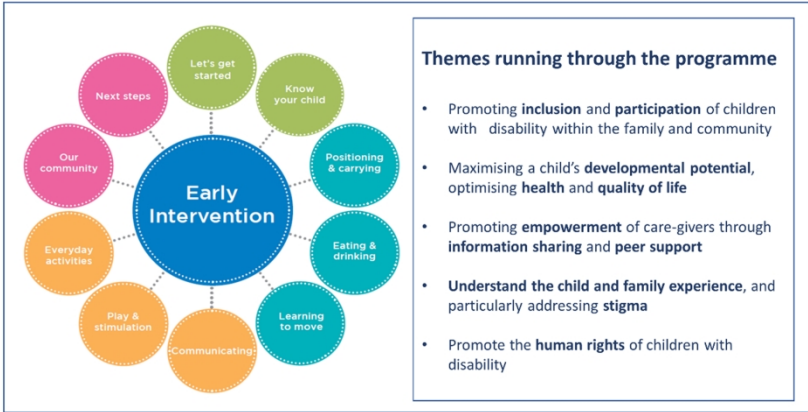 Early
Intervention
Let's get
started
Know
your child
Positioning
& carrying
Eating &
drinking
Learning
to move
Communicating
Play &
stimulation
Everyday
activities
Our
community
Next steps
Themes running through the programme
• Promoting inclusion and participation of children
with disability within the family and community
• Maximising a child's developmental potential,
optimising health and quality of life
• Promoting empowerment of care-givers through
information sharing and peer support
• Understand the child and family experience, and
particularly addressing stigma
• Promote the human rights of children with
disability